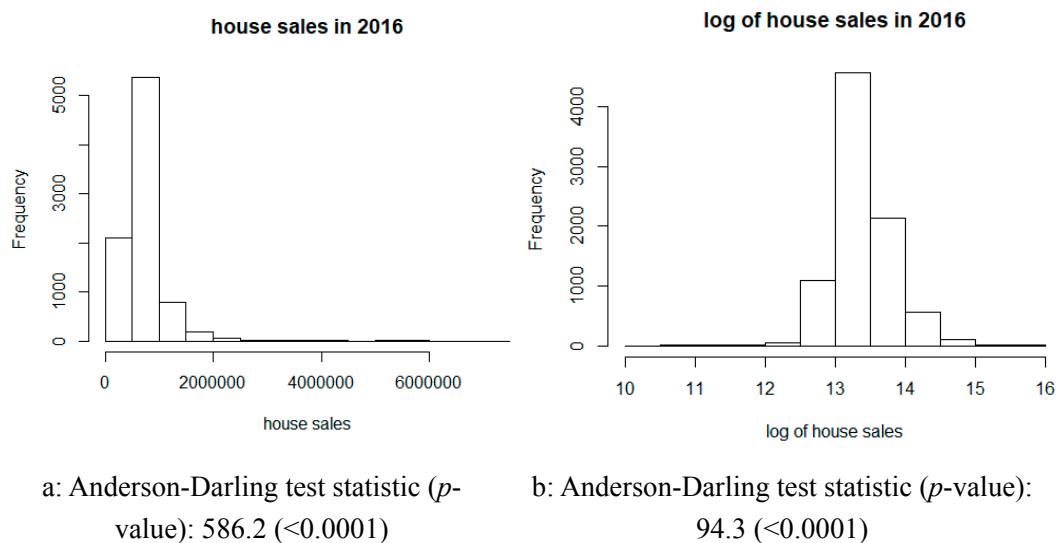 house sales in 2016
Frequency
5000
3000
1000
0
0 2000000 4000000 6000000
house sales
a: Anderson-Darling test statistic (p-
value): 586.2 (<0.0001)
log of house sales in 2016
Frequency
4000
3000
2000
1000
0
10 11 12 13 14 15 16
log of house sales
b: Anderson-Darling test statistic (p-value):
94.3 (<0.0001)